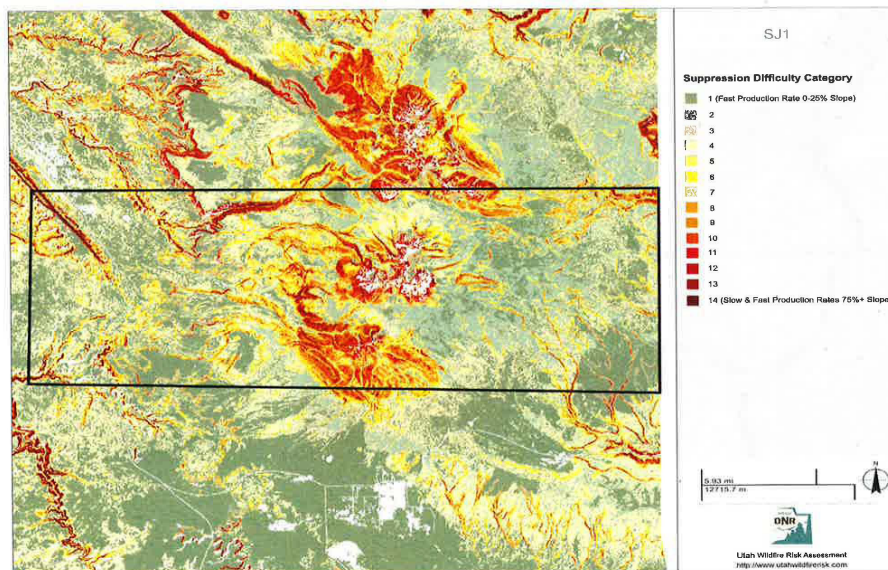 SJ1
Suppression Difficulty Category
1 (Fast Production Rate 0-25% Slope)
2
3
4
5
6
7
8
9
10
11
12
13
14 (Slow & Fast Production Rates 75%+ Slope
N
5.93 mi
12715.7 m
DNR
Utah Wildfire Risk Assessment
http://www.utahwildfirerisk.com